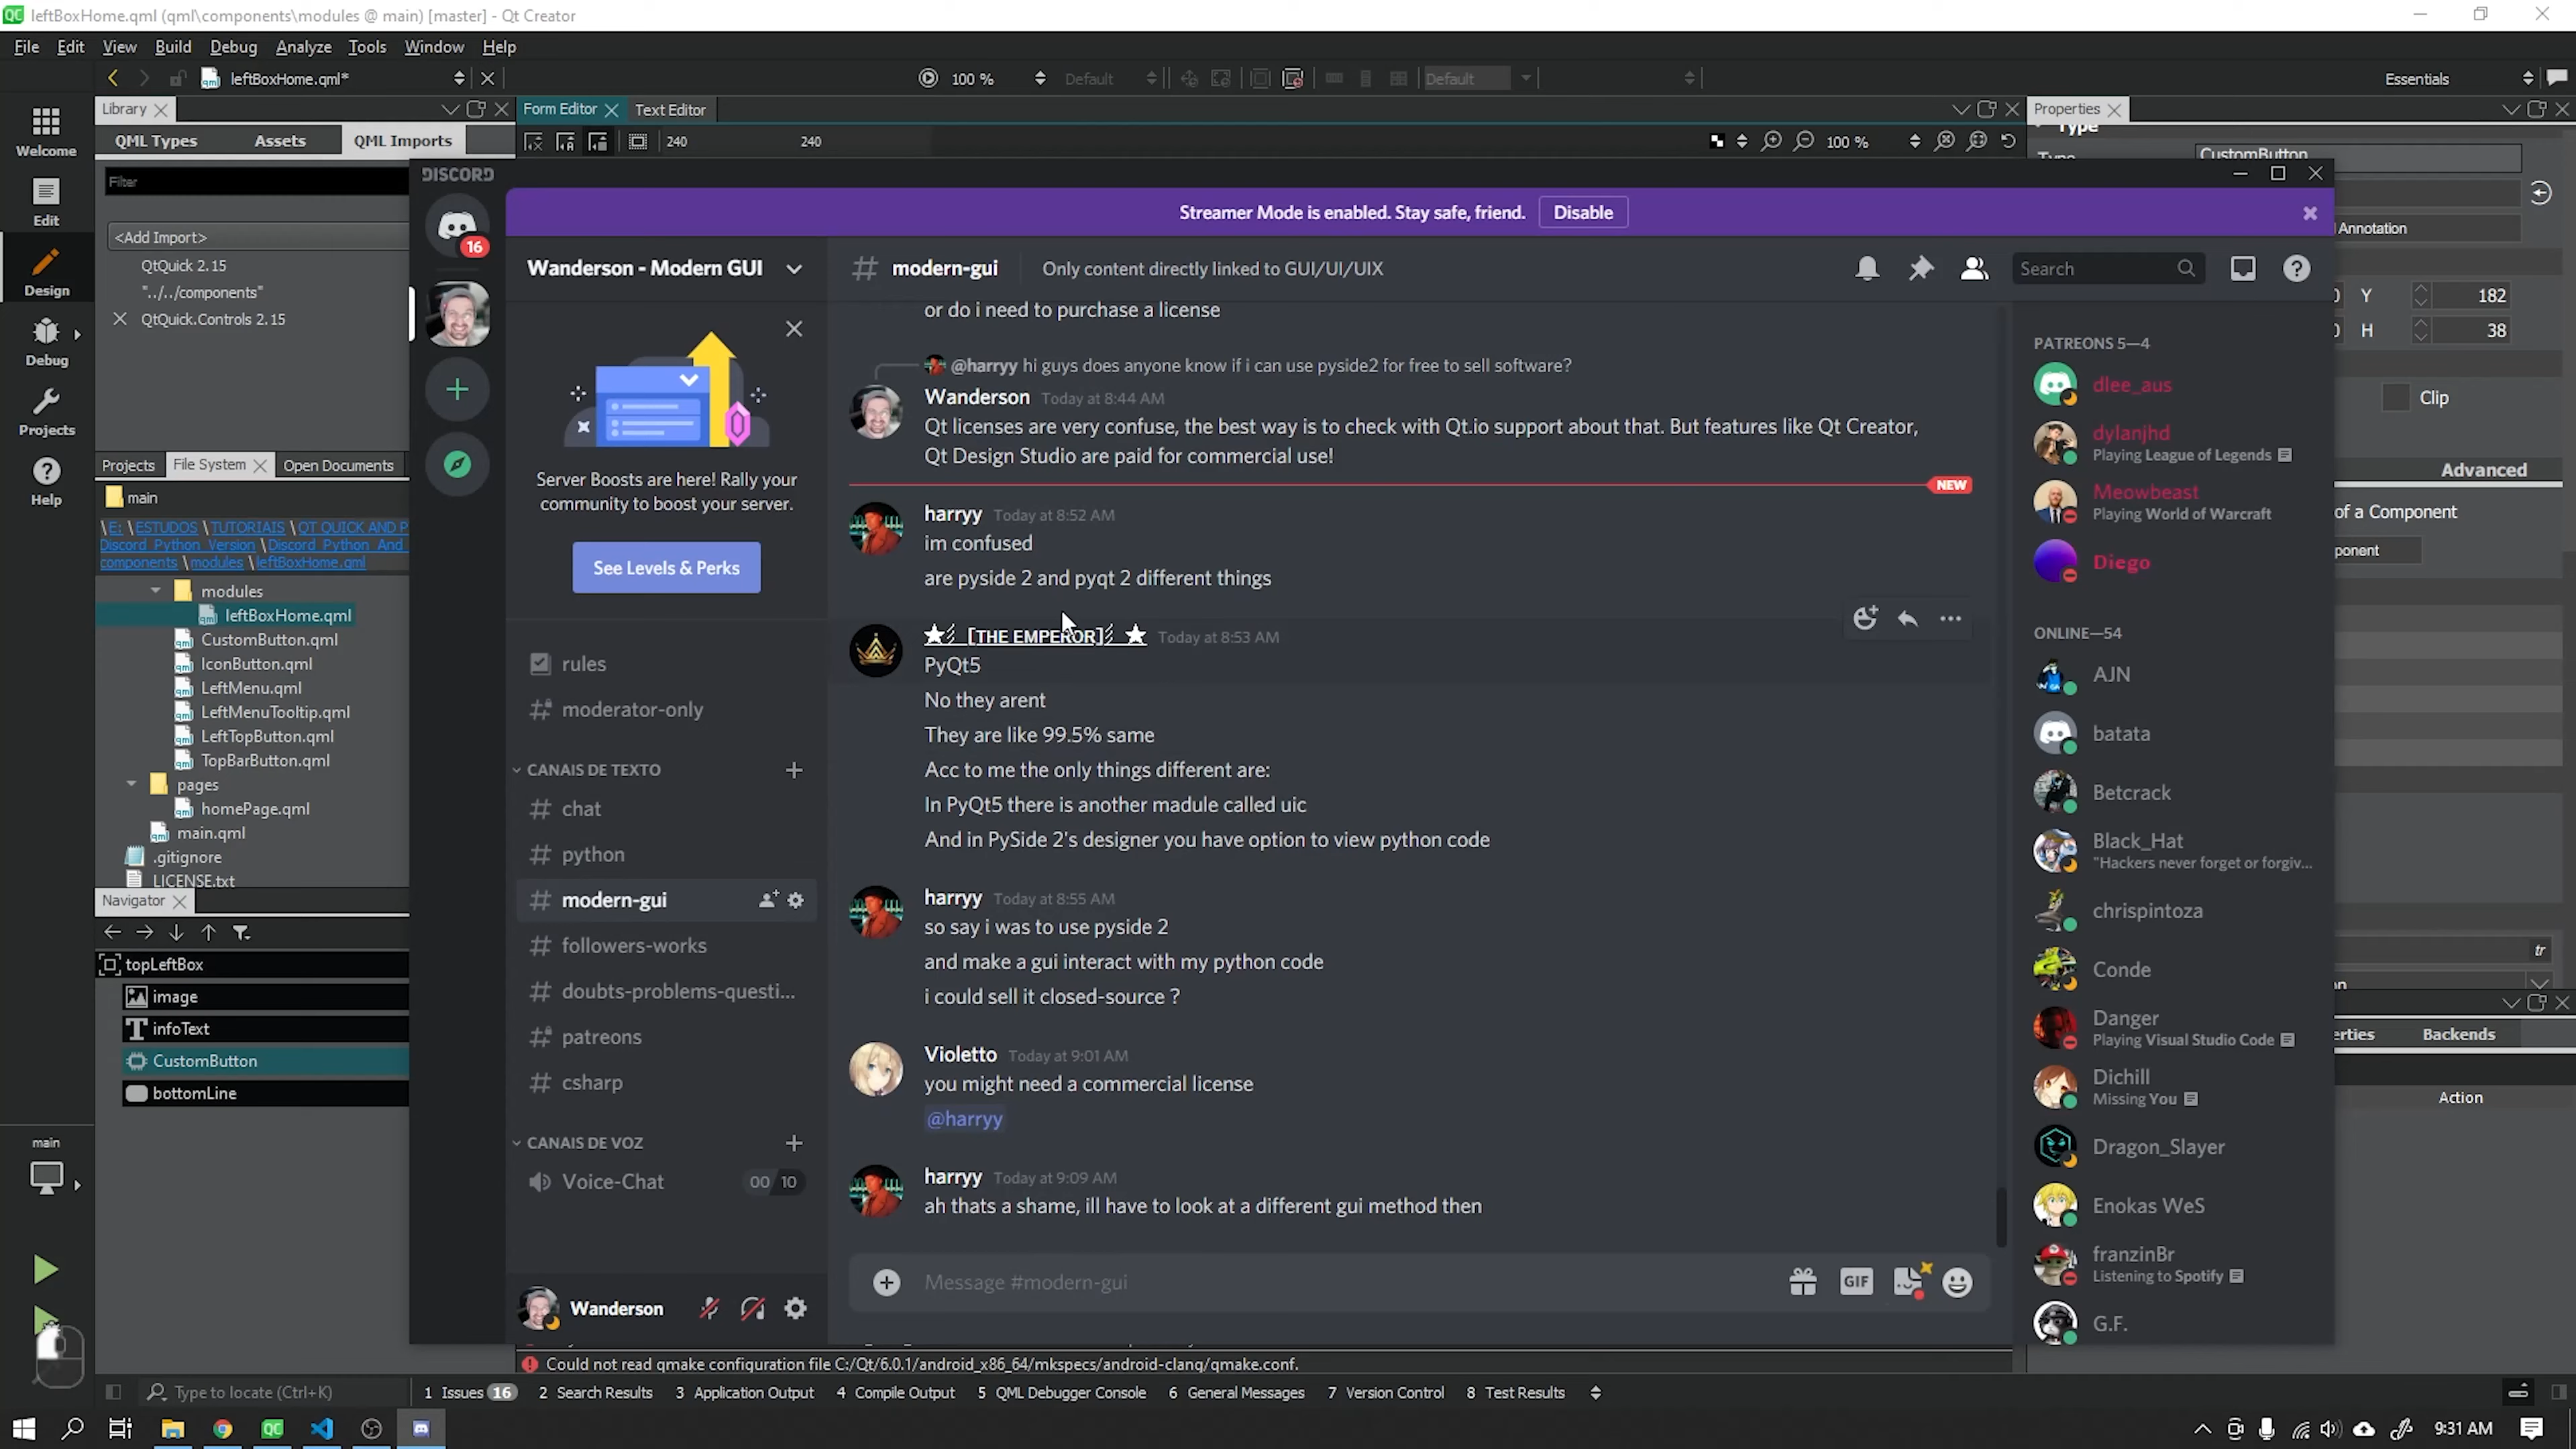 leftBoxHome.qml (qml\components\modules @ main) [master] - Qt Creator
File Edit View Build Debug Analyze Tools Window Help
leftBoxHome.qml*
100 %
Default
Default
Essentials
Library
Form Editor
Text Editor
Properties
QML Types
Assets
QML Imports
240
240
100 %
Type
Type
CustomButton
Welcome
Edit
Design
Debug
Projects
Help
Filter
<Add Import>
QtQuick 2.15
"../../components"
QtQuick.Controls 2.15
Projects
File System
Open Documents
main
\E: \ESTUDOS \TUTORIAIS \QT QUICK AND P
Discord Python Version \Discord Python And
components \modules \leftBoxHome.qml
modules
leftBoxHome.qml
CustomButton.qml
IconButton.qml
LeftMenu.qml
LeftMenuTooltip.qml
LeftTopButton.qml
TopBarButton.qml
pages
homePage.qml
main.qml
.gitignore
LICENSE.txt
Navigator
topLeftBox
image
infoText
CustomButton
bottomLine
main
DISCORD
16
Streamer Mode is enabled. Stay safe, friend.
Disable
Wanderson - Modern GUI
Server Boosts are here! Rally your
community to boost your server.
See Levels & Perks
rules
moderator-only
CANAIS DE TEXTO
chat
python
modern-gui
followers-works
doubts-problems-questi...
patreons
csharp
CANAIS DE VOZ
Voice-Chat
00 10
Wanderson
# modern-gui
Only content directly linked to GUI/UI/UIX
Search
or do i need to purchase a license
@harryy hi guys does anyone know if i can use pyside2 for free to sell software?
Wanderson Today at 8:44 AM
Qt licenses are very confuse, the best way is to check with Qt.io support about that. But features like Qt Creator,
Qt Design Studio are paid for commercial use!
NEW
harryy Today at 8:52 AM
im confused
are pyside 2 and pyqt 2 different things
★⸾ [THE EMPEROR]⸾ ★ Today at 8:53 AM
PyQt5
No they arent
They are like 99.5% same
Acc to me the only things different are:
In PyQt5 there is another madule called uic
And in PySide 2's designer you have option to view python code
harryy Today at 8:55 AM
so say i was to use pyside 2
and make a gui interact with my python code
i could sell it closed-source ?
Violetto Today at 9:01 AM
you might need a commercial license
@harryy
harryy Today at 9:09 AM
ah thats a shame, ill have to look at a different gui method then
Message #modern-gui
GIF
PATREONS 5—4
dlee_aus
dylanjhd
Playing League of Legends
Meowbeast
Playing World of Warcraft
Diego
ONLINE—54
AJN
batata
Betcrack
Black_Hat
"Hackers never forget or forgiv...
chrispintoza
Conde
Danger
Playing Visual Studio Code
Dichill
Missing You
Dragon_Slayer
Enokas WeS
franzinBr
Listening to Spotify
G.F.
Annotation
Y
182
H
38
Clip
Advanced
of a Component
ponent
tr
erties
Backends
Action
Could not read qmake configuration file C:/Qt/6.0.1/android_x86_64/mkspecs/android-clang/qmake.conf.
Type to locate (Ctrl+K)
1 Issues 16
2 Search Results
3 Application Output
4 Compile Output
5 QML Debugger Console
6 General Messages
7 Version Control
8 Test Results
9:31 AM